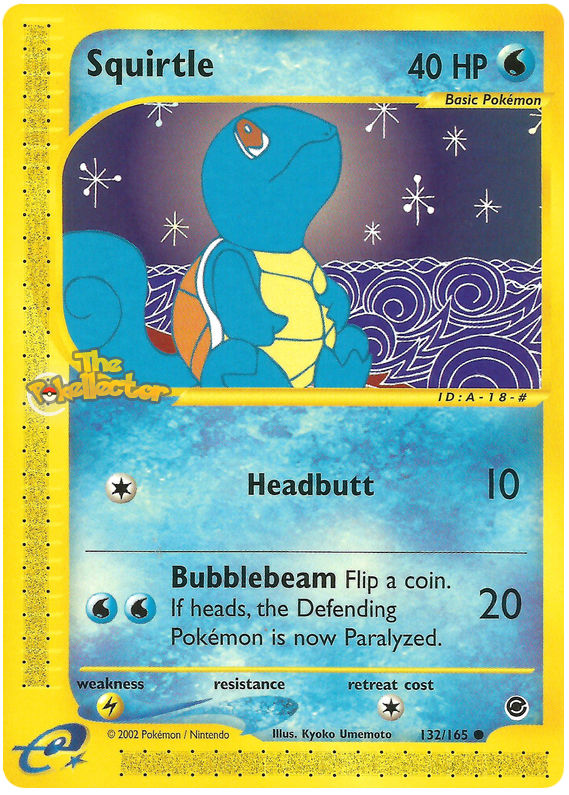 Squirtle 40 HP
Basic Pokémon
The
Pokéllector
ID:A-18-#
Headbutt 10
Bubblebeam Flip a coin.
If heads, the Defending
Pokémon is now Paralyzed.
20
weakness resistance retreat cost
© 2002 Pokémon / Nintendo Illus. Kyoko Umemoto 132/165
e